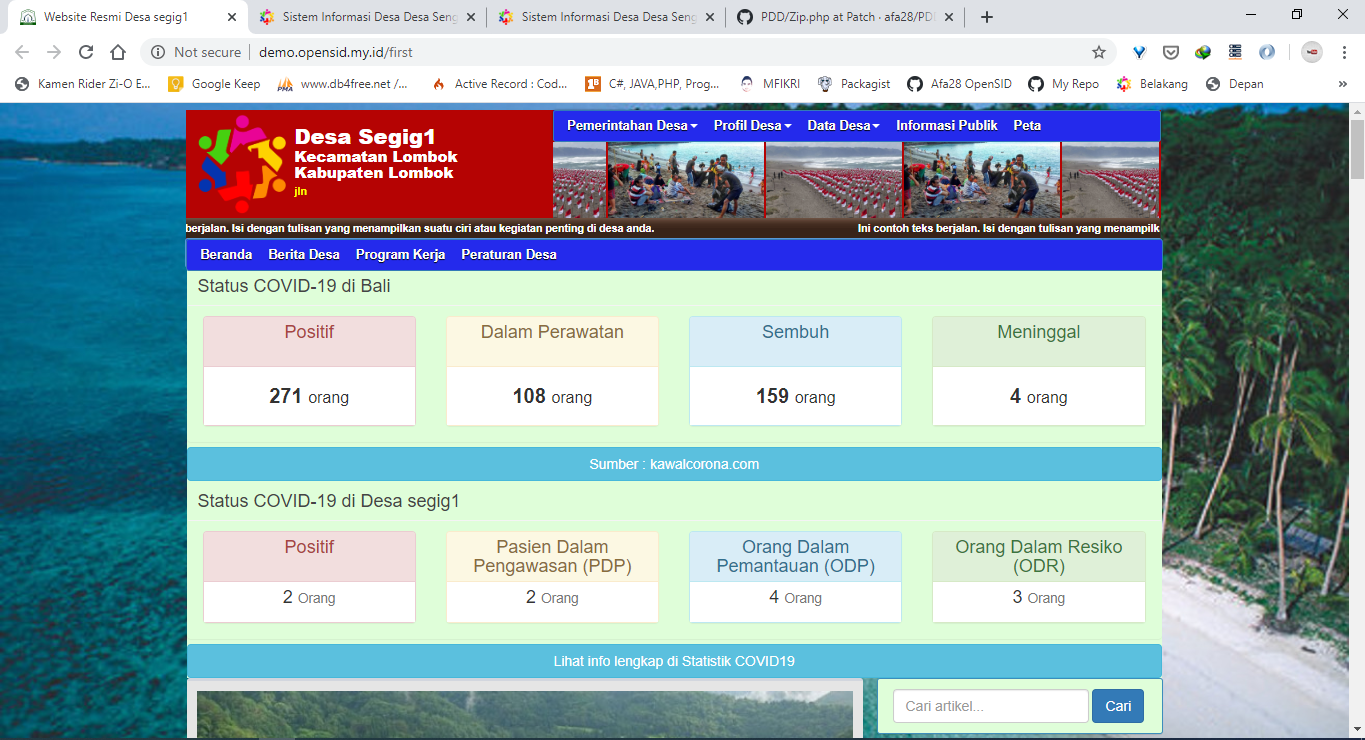 Website Resmi Desa segig1
Sistem Informasi Desa Desa Seng
Sistem Informasi Desa Desa Seng
PDD/Zip.php at Patch · afa28/PD
Not secure
demo.opensid.my.id/first
Kamen Rider Zi-O E...
Google Keep
PMA
www.db4free.net /...
Active Record : Cod...
C#, JAVA,PHP, Prog...
MFIKRI
Packagist
Afa28 OpenSID
My Repo
Belakang
Depan
»
Desa Segig1
Kecamatan Lombok
Kabupaten Lombok
jln
Pemerintahan Desa
Profil Desa
Data Desa
Informasi Publik
Peta
berjalan. Isi dengan tulisan yang menampilkan suatu ciri atau kegiatan penting di desa anda.
Ini contoh teks berjalan. Isi dengan tulisan yang menampilk
Beranda
Berita Desa
Program Kerja
Peraturan Desa
Status COVID-19 di Bali
Positif
Dalam Perawatan
Sembuh
Meninggal
271 orang
108 orang
159 orang
4 orang
Sumber : kawalcorona.com
Status COVID-19 di Desa segig1
Positif
Pasien Dalam
Pengawasan (PDP)
Orang Dalam
Pemantauan (ODP)
Orang Dalam Resiko
(ODR)
2 Orang
2 Orang
4 Orang
3 Orang
Lihat info lengkap di Statistik COVID19
Cari artikel...
Cari